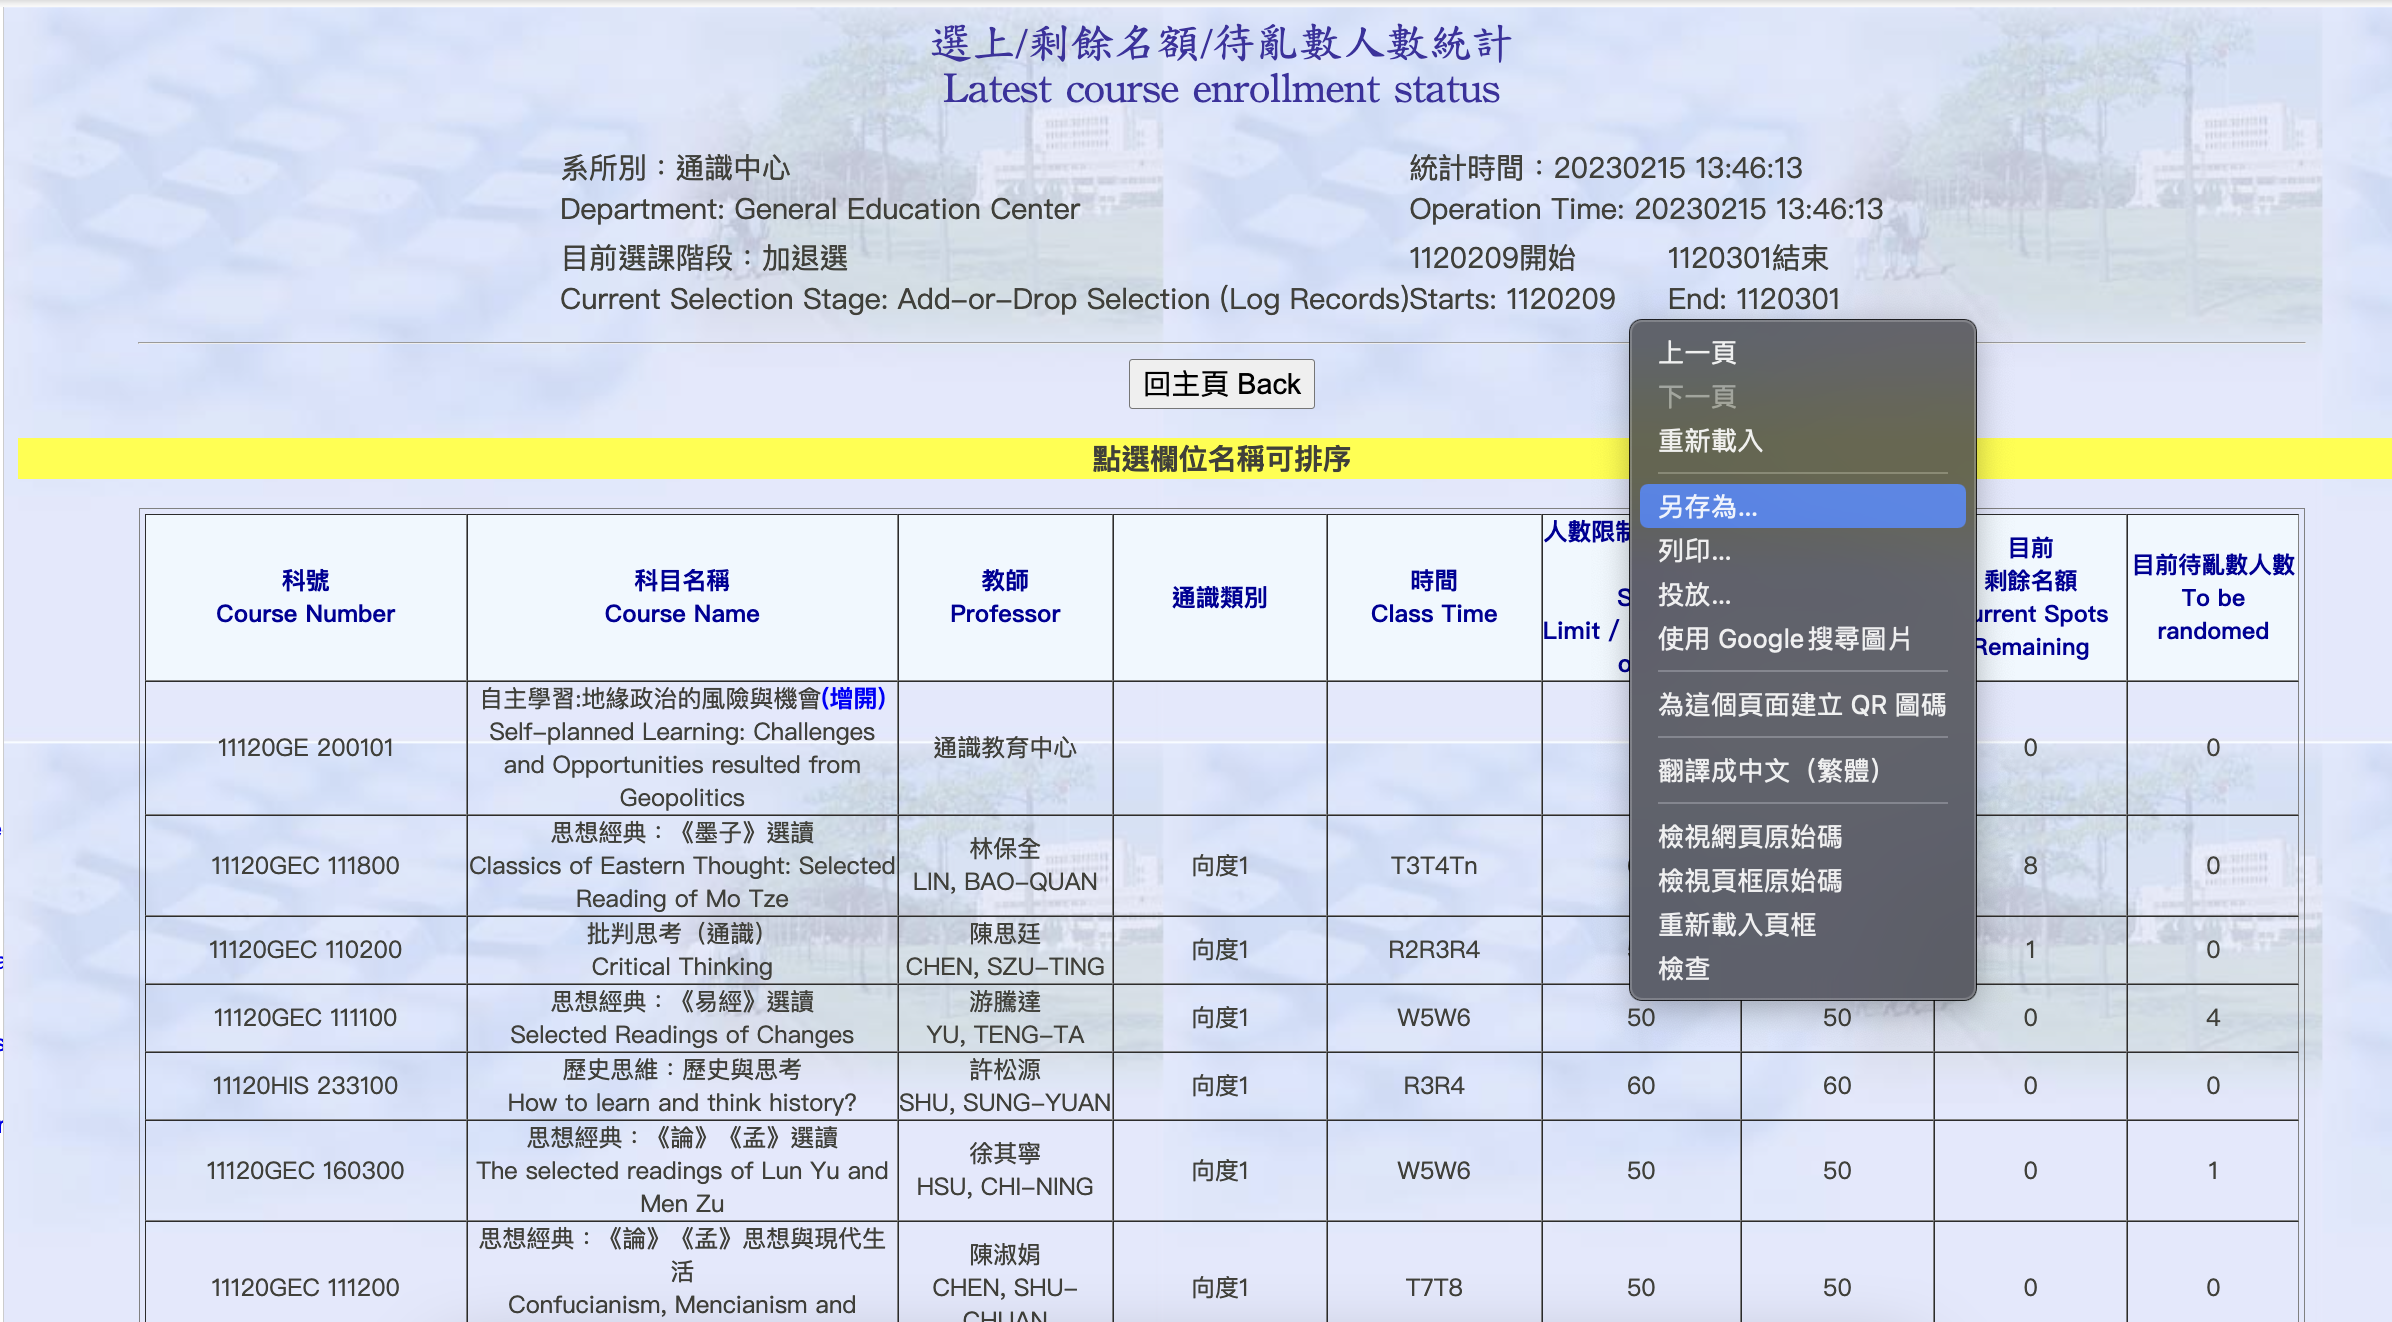 選上/剩餘名額/待亂數人數統計
Latest course enrollment status
系所別：通識中心
Department: General Education Center
統計時間：20230215 13:46:13
Operation Time: 20230215 13:46:13
目前選課階段：加退選
1120209開始
1120301結束
Current Selection Stage: Add-or-Drop Selection (Log Records)
Starts: 1120209
End: 1120301
回主頁 Back
點選欄位名稱可排序
上一頁
下一頁
重新載入
另存為...
列印...
投放...
使用 Google搜尋圖片
為這個頁面建立 QR 圖碼
翻譯成中文（繁體）
檢視網頁原始碼
檢視頁框原始碼
重新載入頁框
檢查
科號
Course Number
科目名稱
Course Name
教師
Professor
通識類別
時間
Class Time
人數限制
Limit /
目前
剩餘名額
Spots
Remaining
目前待亂數人數
To be
randomed
11120GE 200101
自主學習:地緣政治的風險與機會(增開)
Self-planned Learning: Challenges
and Opportunities resulted from
Geopolitics
通識教育中心
0
0
11120GEC 111800
思想經典：《墨子》選讀
Classics of Eastern Thought: Selected
Reading of Mo Tze
林保全
LIN, BAO-QUAN
向度1
T3T4Tn
8
0
11120GEC 110200
批判思考（通識）
Critical Thinking
陳思廷
CHEN, SZU-TING
向度1
R2R3R4
1
0
11120GEC 111100
思想經典：《易經》選讀
Selected Readings of Changes
游騰達
YU, TENG-TA
向度1
W5W6
50
50
0
4
11120HIS 233100
歷史思維：歷史與思考
How to learn and think history?
許松源
SHU, SUNG-YUAN
向度1
R3R4
60
60
0
0
11120GEC 160300
思想經典：《論》《孟》選讀
The selected readings of Lun Yu and
Men Zu
徐其寧
HSU, CHI-NING
向度1
W5W6
50
50
0
1
11120GEC 111200
思想經典：《論》《孟》思想與現代生
活
Confucianism, Mencianism and
陳淑娟
CHEN, SHU-
CHUAN
向度1
T7T8
50
50
0
0